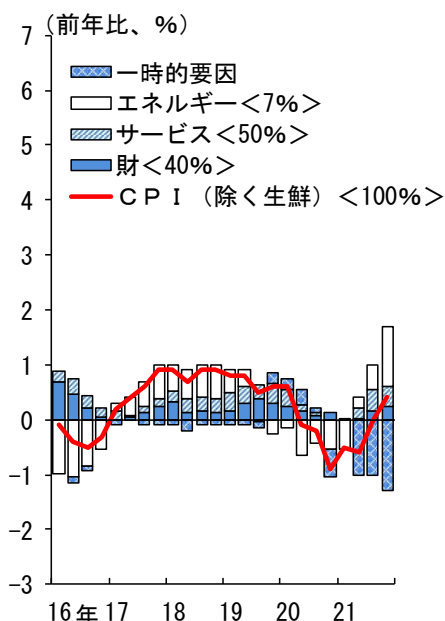 (前年比、%)
7
6
5
4
3
2
1
0
-1
-2
-3
一時的要因
エネルギー<7%>
サービス<50%>
財<40%>
CPI(除く生鮮)<100%>
16年 17 18 19 20 21